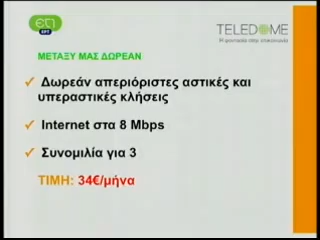 ετ1
ΕΡΤ
TELEDOME
ΜΕΤΑΞΥ ΜΑΣ ΔΩΡΕΑΝ
Δωρεάν απεριόριστες αστικές και
υπεραστικές κλήσεις
Internet στα 8 Mbps
Συνομιλία για 3
ΤΙΜΗ: 34€/μήνα